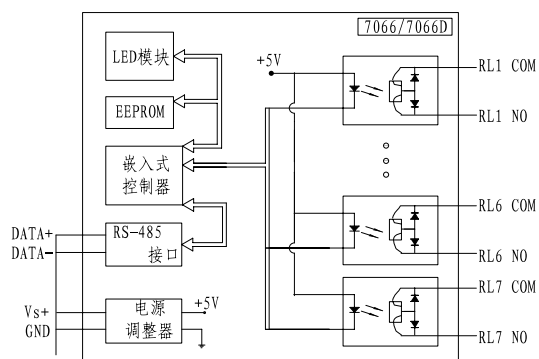 7066/7066D
LED模块
+5V
RL1 COM
EEPROM
RL1 NO
嵌入式
控制器
RL6 COM
DATA+
RS-485
DATA-
接口
RL6 NO
RL7 COM
Vs+
电源
+5V
GND
调整器
RL7 NO